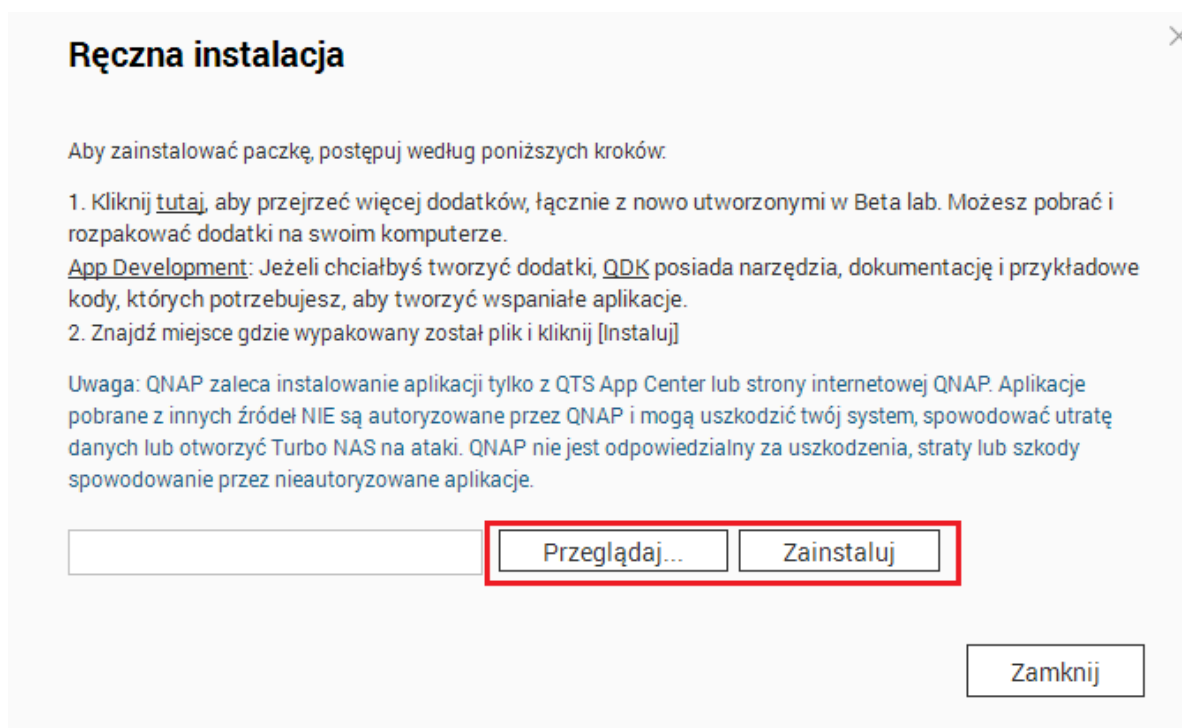 Ręczna instalacja
Aby zainstalować paczkę, postępuj według poniższych kroków:
1. Kliknij tutaj, aby przejrzeć więcej dodatków, łącznie z nowo utworzonymi w Beta lab. Możesz pobrać i
rozpakować dodatki na swoim komputerze.
App Development: Jeżeli chciałbyś tworzyć dodatki, QDK posiada narzędzia, dokumentację i przykładowe
kody, których potrzebujesz, aby tworzyć wspaniałe aplikacje.
2. Znajdź miejsce gdzie wypakowany został plik i kliknij [Instaluj]
Uwaga: QNAP zaleca instalowanie aplikacji tylko z QTS App Center lub strony internetowej QNAP. Aplikacje
pobrane z innych źródeł NIE są autoryzowane przez QNAP i mogą uszkodzić twój system, spowodować utratę
danych lub otworzyć Turbo NAS na ataki. QNAP nie jest odpowiedzialny za uszkodzenia, straty lub szkody
spowodowanie przez nieautoryzowane aplikacje.
Przeglądaj... Zainstaluj
Zamknij